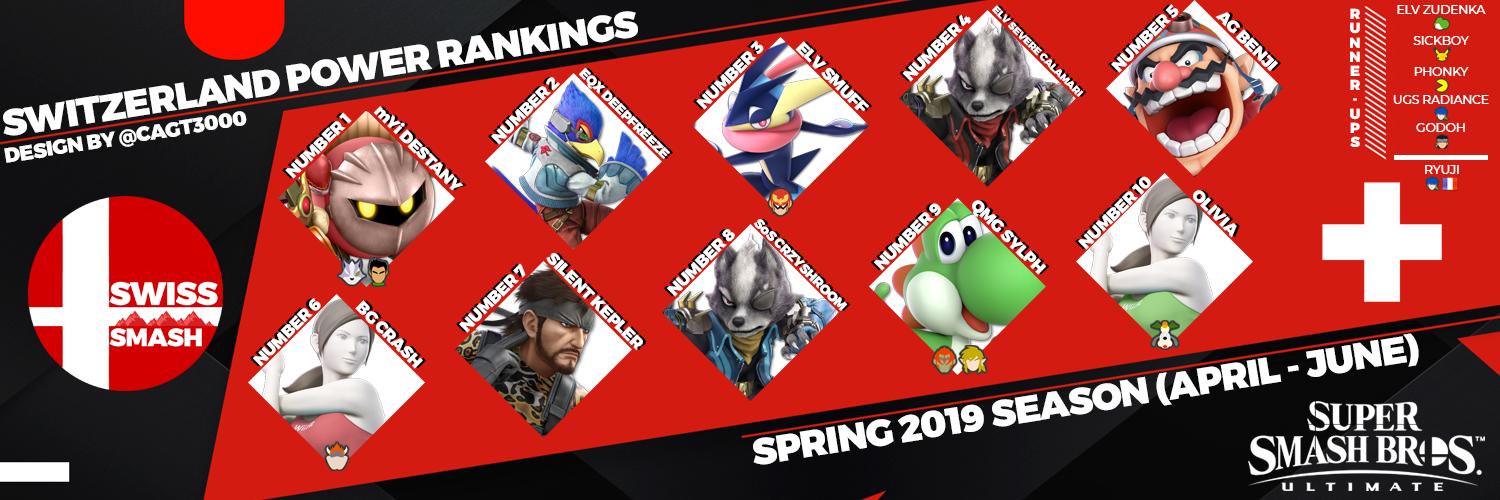 SWITZERLAND POWER RANKINGS
DESIGN BY @CAGT3000
SWISS
SMASH
NUMBER 1
mYi DESTANY
NUMBER 2
EQX DEEPFREEZE
NUMBER 3
ELV SMUFF
NUMBER 4
ELV SEVERE CALAMARI
NUMBER 5
AG BENJI
NUMBER 6
BG CRASH
NUMBER 7
SILENT KEPLER
NUMBER 8
SoS CRZYSHROOM
NUMBER 9
OMG SYLPH
NUMBER 10
OLIVIA
RUNNER-UPS
ELV ZUDENKA
SICKBOY
PHONKY
UGS RADIANCE
GODOH
RYUJI
SPRING 2019 SEASON (APRIL - JUNE)
SUPER
SMASH BROS.™
ULTIMATE